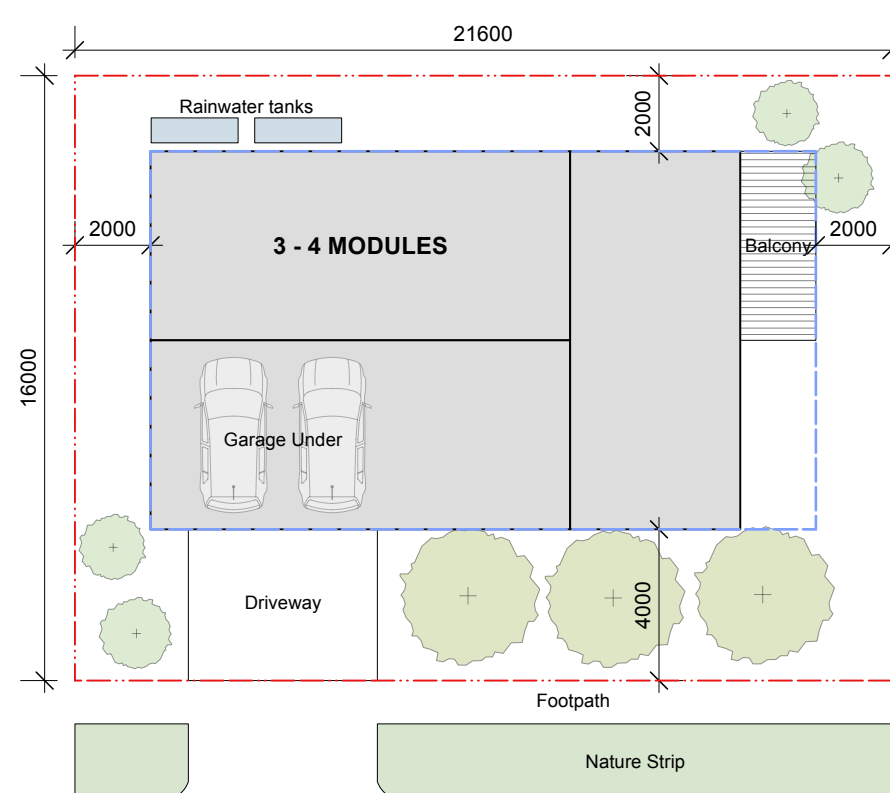 21600
Rainwater tanks
2000
2000
3 - 4 MODULES
Balcony
2000
16000
Garage Under
Driveway
4000
Footpath
Nature Strip